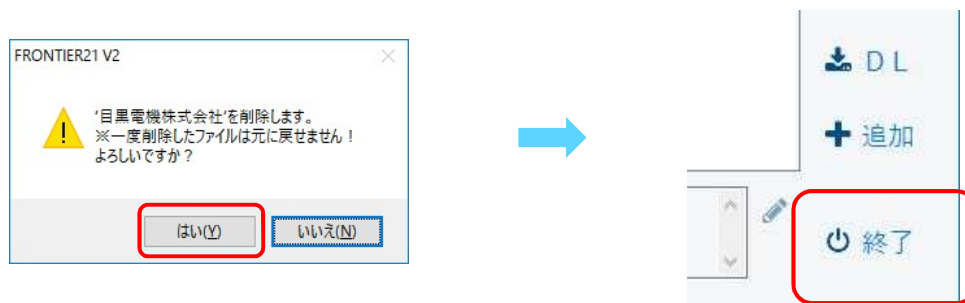 FRONTIER21 V2
'目黒電機株式会社'を削除します。
※一度削除したファイルは元に戻せません！
よろしいですか？
はい(Y)
いいえ(N)
DL
追加
終了